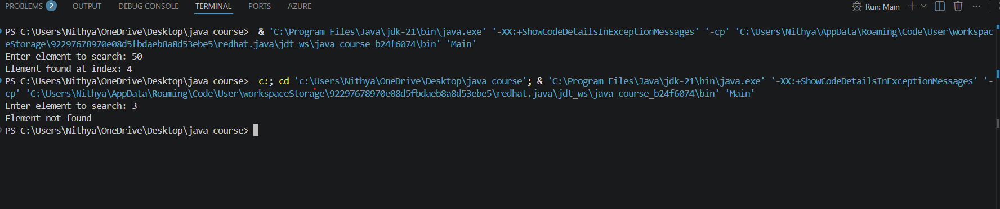 PROBLEMS 2 OUTPUT DEBUG CONSOLE TERMINAL PORTS AZURE Run: Main
PS C:\Users\Nithya\OneDrive\Desktop\java course>  & 'C:\Program Files\Java\jdk-21\bin\java.exe' '-XX:+ShowCodeDetailsInExceptionMessages' '-cp' 'C:\Users\Nithya\AppData\Roaming\Code\User\workspac
eStorage\92297678970e08d5fbdaeb8a8d53ebe5\redhat.java\jdt_ws\java course_b24f6074\bin' 'Main'
Enter element to search: 50
Element found at index: 4
PS C:\Users\Nithya\OneDrive\Desktop\java course>  c:; cd 'c:\Users\Nithya\OneDrive\Desktop\java course'; & 'C:\Program Files\Java\jdk-21\bin\java.exe' '-XX:+ShowCodeDetailsInExceptionMessages' '-
cp' 'C:\Users\Nithya\AppData\Roaming\Code\User\workspaceStorage\92297678970e08d5fbdaeb8a8d53ebe5\redhat.java\jdt_ws\java course_b24f6074\bin' 'Main'
Enter element to search: 3
Element not found
PS C:\Users\Nithya\OneDrive\Desktop\java course>